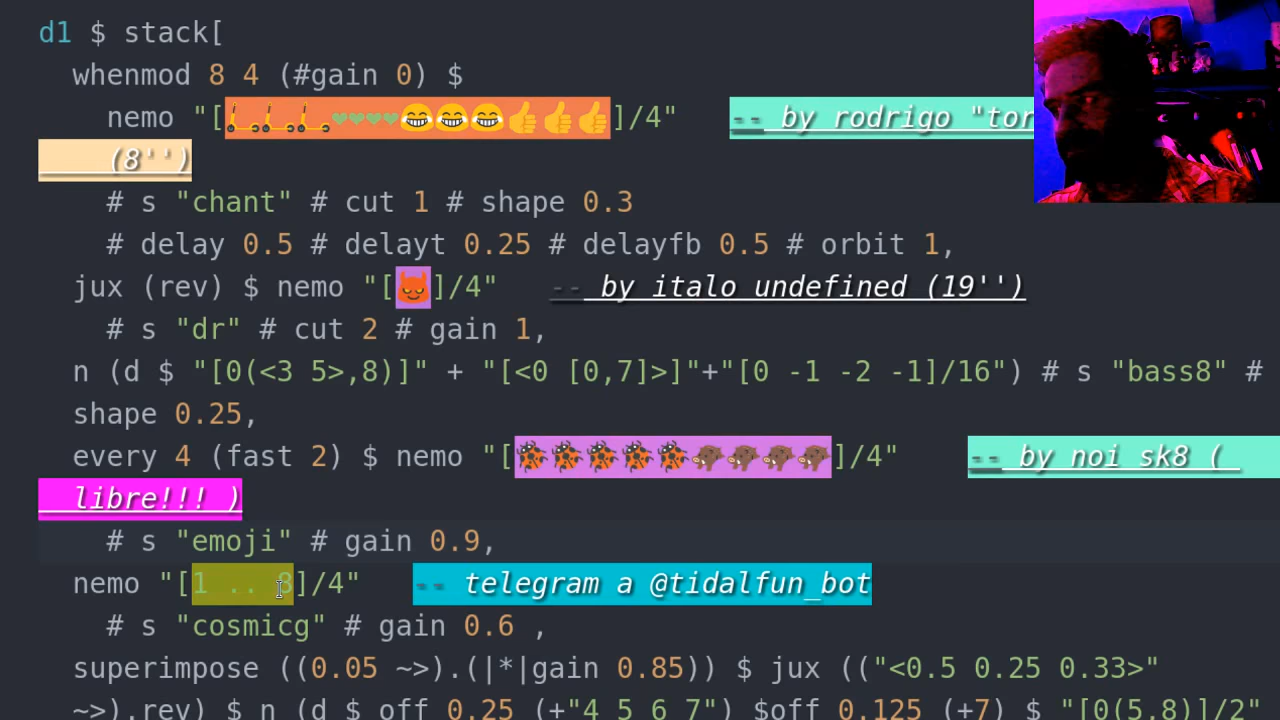 d1 $ stack[
whenmod 8 4 (#gain 0) $
nemo "[🛴🛴🛴💚💚💚💚😂😂😂👍👍👍]/4" -- by rodrigo "tor
(8'')
# s "chant" # cut 1 # shape 0.3
# delay 0.5 # delayt 0.25 # delayfb 0.5 # orbit 1,
jux (rev) $ nemo "[😈]/4" -- by italo undefined (19'')
# s "dr" # cut 2 # gain 1,
n (d $ "[0(<3 5>,8)]" + "[<0 [0,7]>]"+"[0 -1 -2 -1]/16") # s "bass8" #
shape 0.25,
every 4 (fast 2) $ nemo "[🐞🐞🐞🐞🐞🐗🐗🐗🐗]/4" -- by noi sk8 (
libre!!! )
# s "emoji" # gain 0.9,
nemo "[1 .. 8]/4" -- telegram a @tidalfun_bot
# s "cosmicg" # gain 0.6 ,
superimpose ((0.05 ~>).(|*|gain 0.85)) $ jux (("<0.5 0.25 0.33>"
~>).rev) $ n (d $ off 0.25 (+"4 5 6 7") $off 0.125 (+7) $ "[0(5,8)]/2"